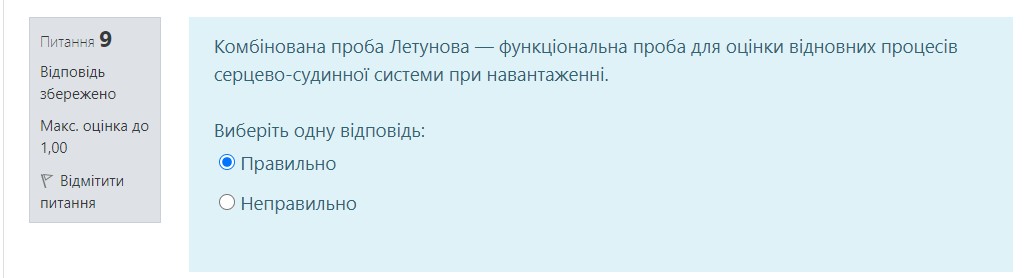 Питання 9
Відповідь
збережено
Макс. оцінка до
1,00
Відмітити
питання
Комбінована проба Летунова — функціональна проба для оцінки відновних процесів
серцево-судинної системи при навантаженні.
Виберіть одну відповідь:
Правильно
Неправильно